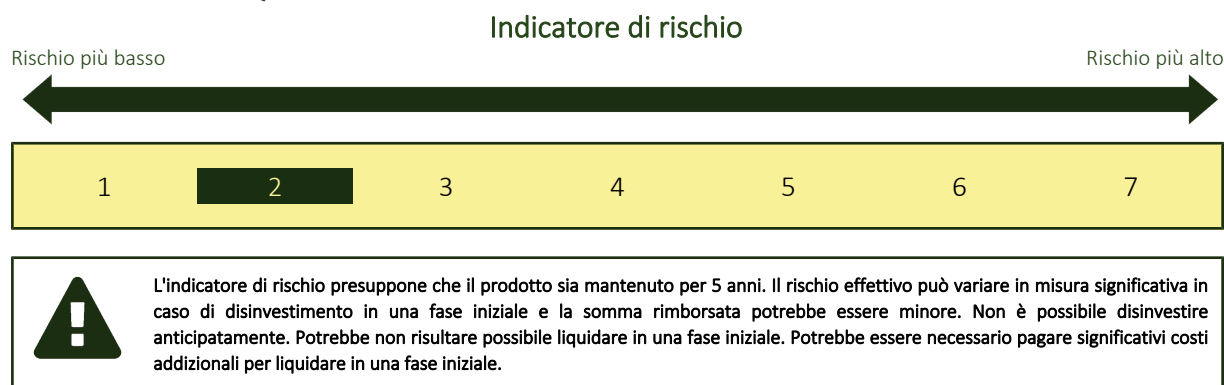 Indicatore di rischio
Rischio più basso
Rischio più alto
1 2 3 4 5 6 7
L'indicatore di rischio presuppone che il prodotto sia mantenuto per 5 anni. Il rischio effettivo può variare in misura significativa in
caso di disinvestimento in una fase iniziale e la somma rimborsata potrebbe essere minore. Non è possibile disinvestire
anticipatamente. Potrebbe non risultare possibile liquidare in una fase iniziale. Potrebbe essere necessario pagare significativi costi
addizionali per liquidare in una fase iniziale.